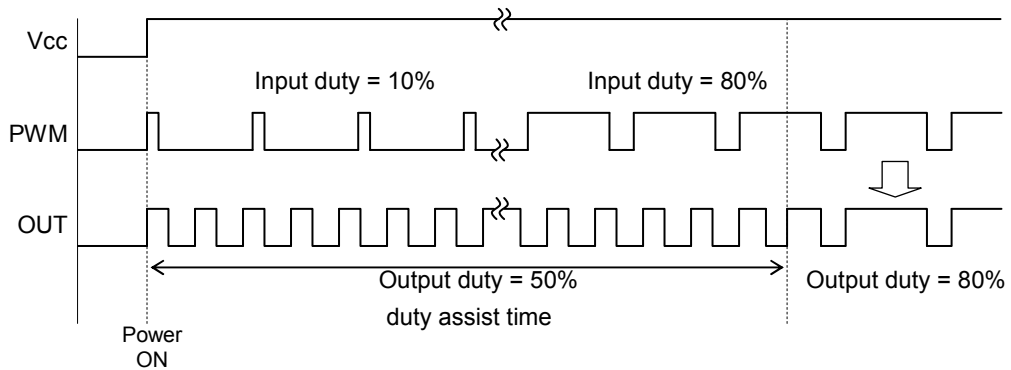 Vcc
Input duty = 10%
Input duty = 80%
PWM
OUT
Output duty = 50%
Output duty = 80%
duty assist time
Power
ON